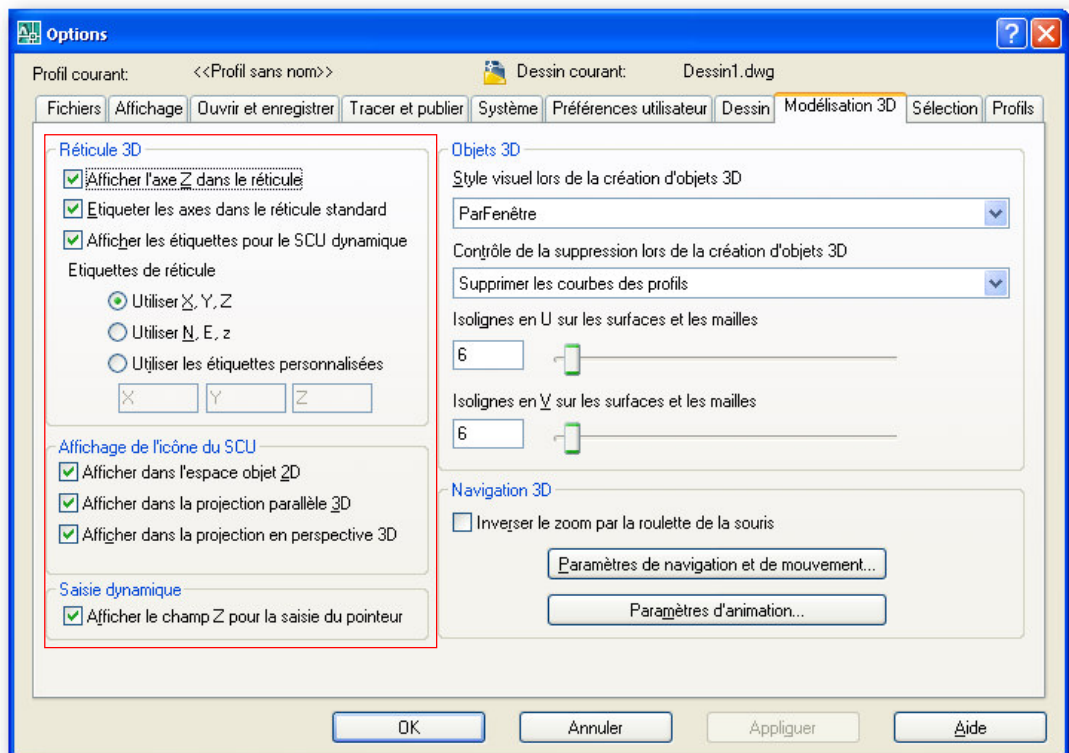 Options
Profil courant: <<Profil sans nom>> Dessin courant: Dessin1.dwg
Fichiers Affichage Ouvrir et enregistrer Tracer et publier Système Préférences utilisateur Dessin Modélisation 3D Sélection Profils
Réticule 3D
Afficher l'axe Z dans le réticule
Etiqueter les axes dans le réticule standard
Afficher les étiquettes pour le SCU dynamique
Etiquettes de réticule
Utiliser X, Y, Z
Utiliser N, E, z
Utiliser les étiquettes personnalisées
X Y Z
Affichage de l'icône du SCU
Afficher dans l'espace objet 2D
Afficher dans la projection parallèle 3D
Afficher dans la projection en perspective 3D
Saisie dynamique
Afficher le champ Z pour la saisie du pointeur
Objets 3D
Style visuel lors de la création d'objets 3D
ParFenêtre
Contrôle de la suppression lors de la création d'objets 3D
Supprimer les courbes des profils
Isolignes en U sur les surfaces et les mailles
6
Isolignes en V sur les surfaces et les mailles
6
Navigation 3D
Inverser le zoom par la roulette de la souris
Paramètres de navigation et de mouvement...
Paramètres d'animation...
OK Annuler Appliquer Aide